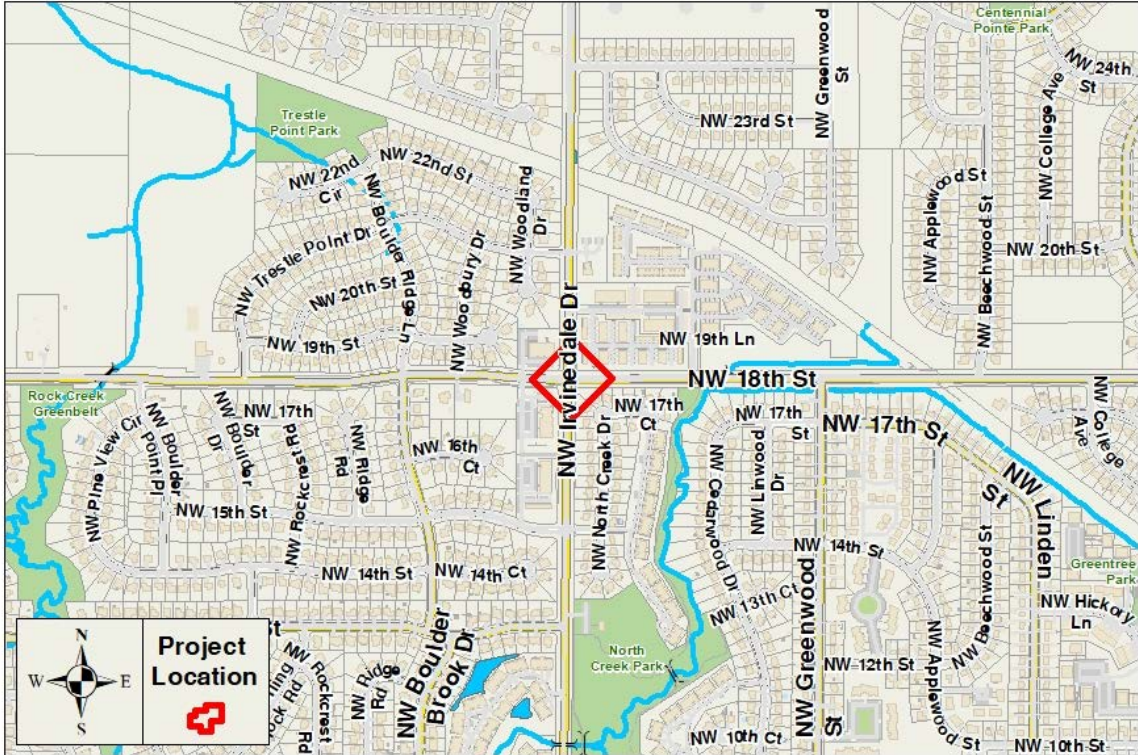 Centennial
Pointe Park
NW 24th
St
NW Greenwood
St
NW College Ave
NW 23rd St
Trestle
Point Park
NW 22nd St
NW 22nd
Cir
NW Boulder Ridge Ln
NW Woodland
Dr
NW Applewood St
NW Beechwood St
NW 20th St
NW Trestle Point Dr
NW Woodbury Dr
NW 20th St
NW Irvinedale Dr
NW 19th St
NW 19th Ln
NW 18th St
Rock Creek
Greenbelt
NW Pine View Cir
NW Boulder
Point Pl
NW Boulder
Dr
NW 17th
St
NW Rockcrest Rd
NW Ridge
Rd
NW 16th
Ct
NW 17th
Ct
NW North Creek Dr
NW 17th
St
NW Linwood
Dr
NW Cedarwood Dr
NW 17th St
NW College
Ave
NW Linden
St
NW 15th St
NW 14th St
NW 14th Ct
NW 14th St
NW 13th Ct
NW Greenwood
St
NW Beechwood St
Greentree
Park
NW Hickory
Ln
North
Creek Park
NW 12th St
NW Applewood St
NW 10th Ct
NW 10th St
St
NW Rockcrest
Rd
Rock Rd
NW Ridge
Rd
NW Boulder
Brook Dr
N
W
E
S
Project
Location